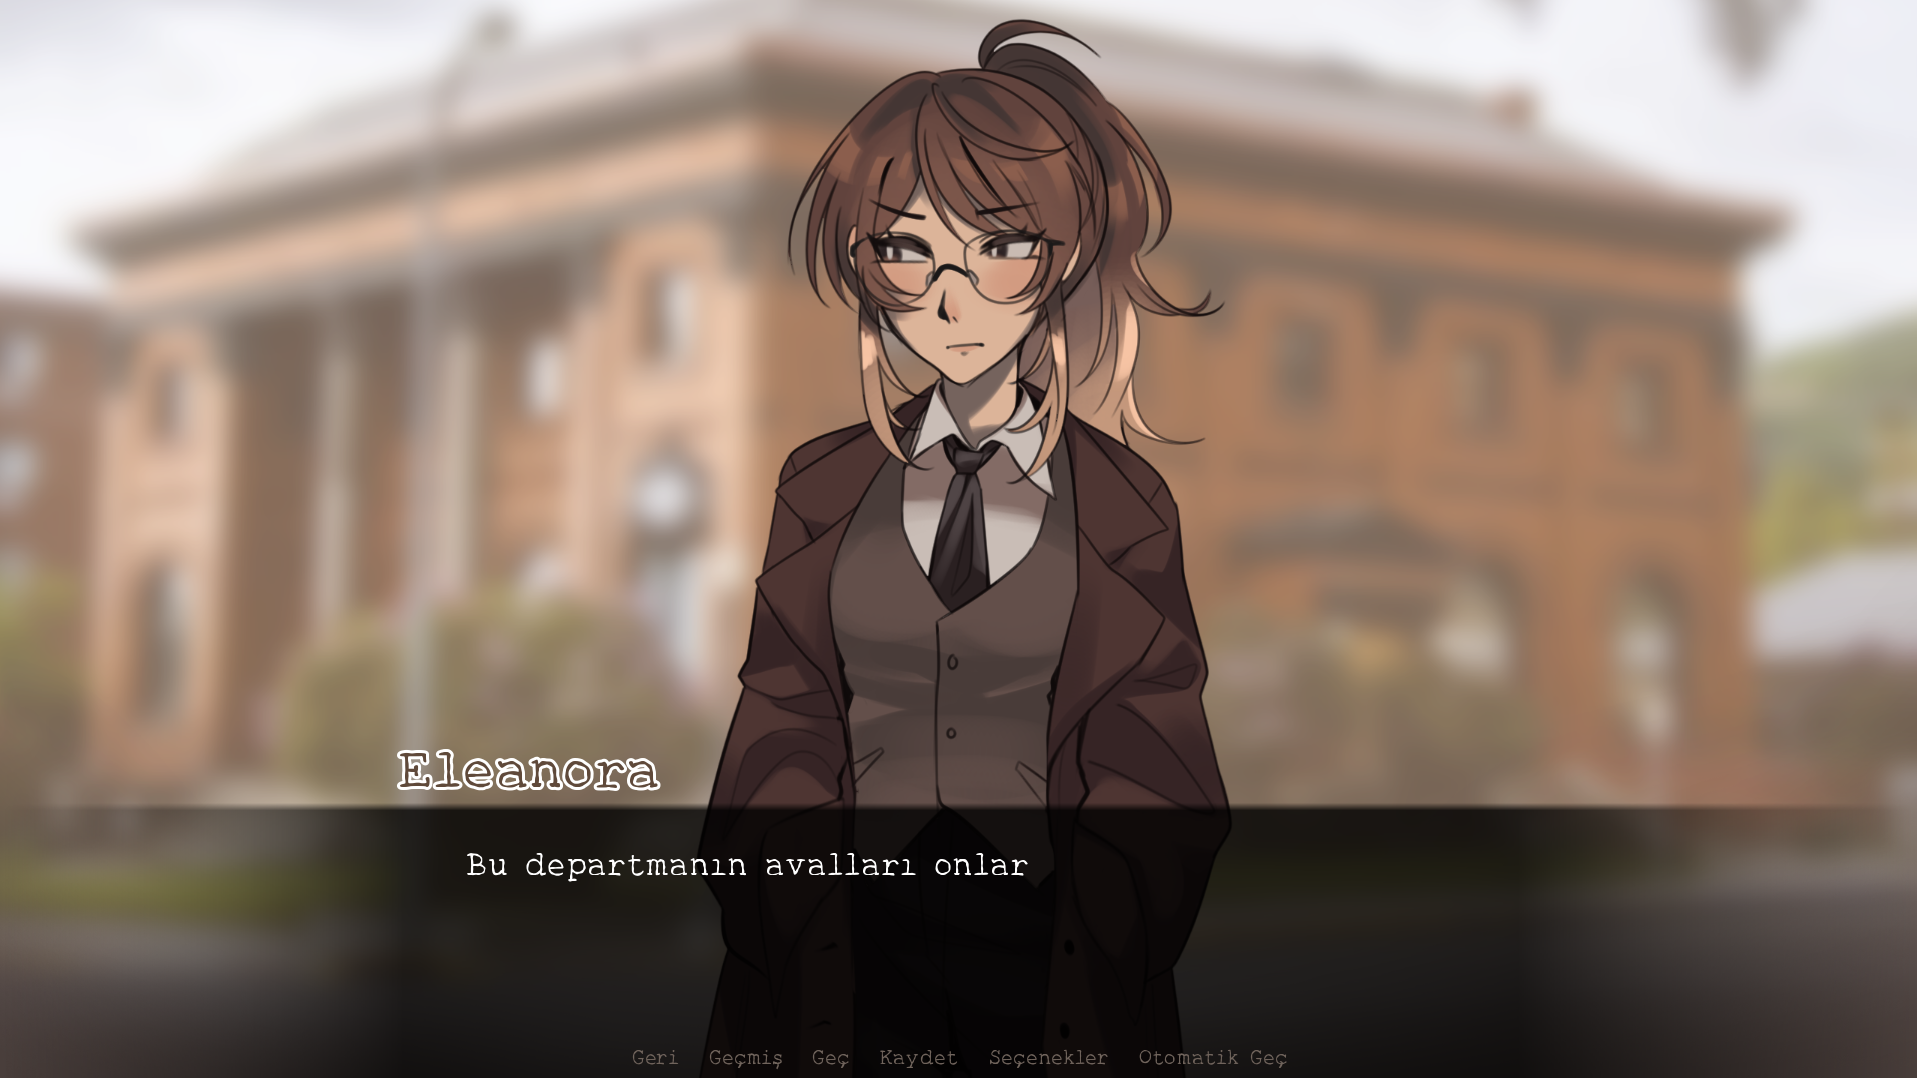 Eleanora
Bu departmanın avalları onlar
Geri Geçmiş Geç Kaydet Seçenekler Otomatik Geç